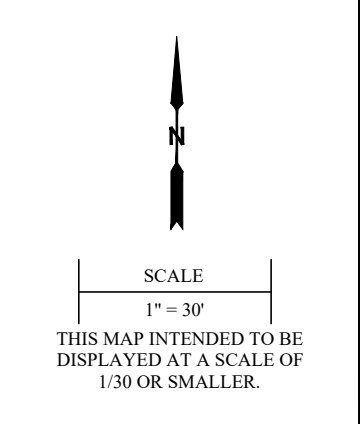 N
SCALE
1" = 30'
THIS MAP INTENDED TO BE
DISPLAYED AT A SCALE OF
1/30 OR SMALLER.